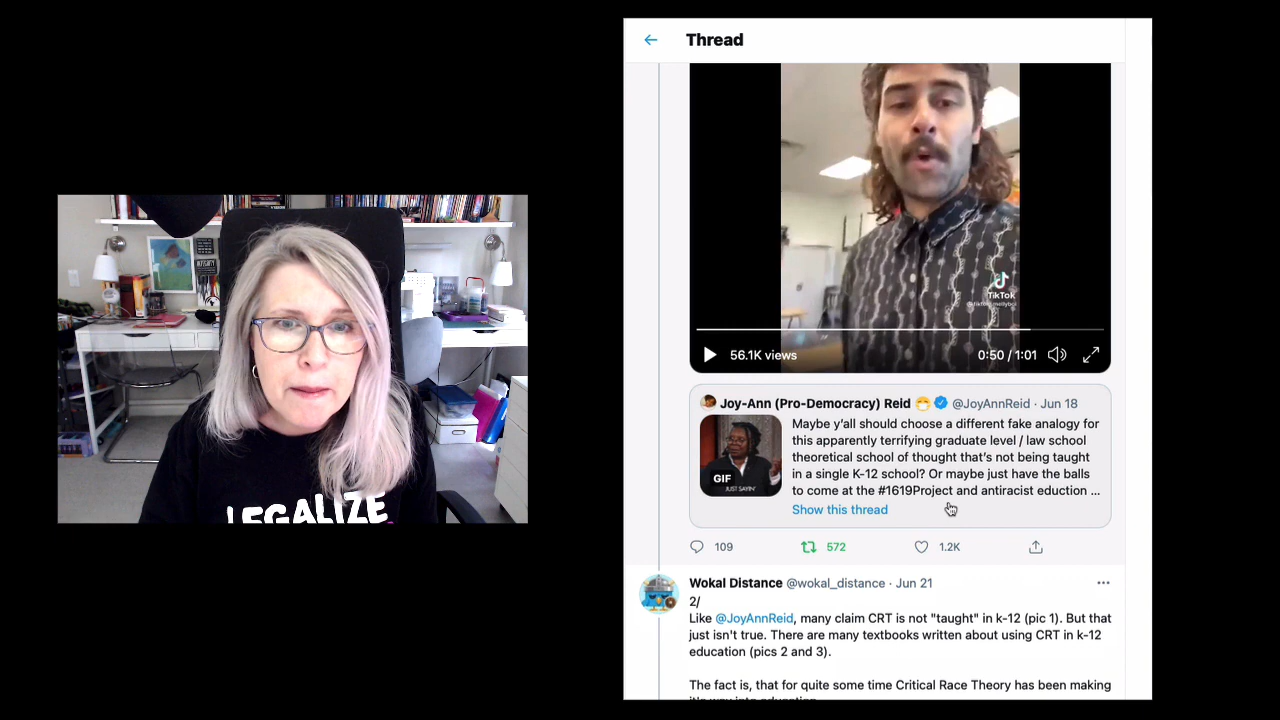 LEGALIZE
Thread
TikTok
56.1K views
0:50 / 1:01
Joy-Ann (Pro-Democracy) Reid 😷 @JoyAnnReid · Jun 18
Maybe y'all should choose a different fake analogy for
this apparently terrifying graduate level / law school
theoretical school of thought that's not being taught
in a single K-12 school? Or maybe just have the balls
to come at the #1619Project and antiracist eduction ...
GIF
JUST SAYIN'
Show this thread
109
572
1.2K
Wokal Distance @wokal_distance · Jun 21
2/
Like @JoyAnnReid, many claim CRT is not "taught" in k-12 (pic 1). But that
just isn't true. There are many textbooks written about using CRT in k-12
education (pics 2 and 3).
The fact is, that for quite some time Critical Race Theory has been making
it's way into education